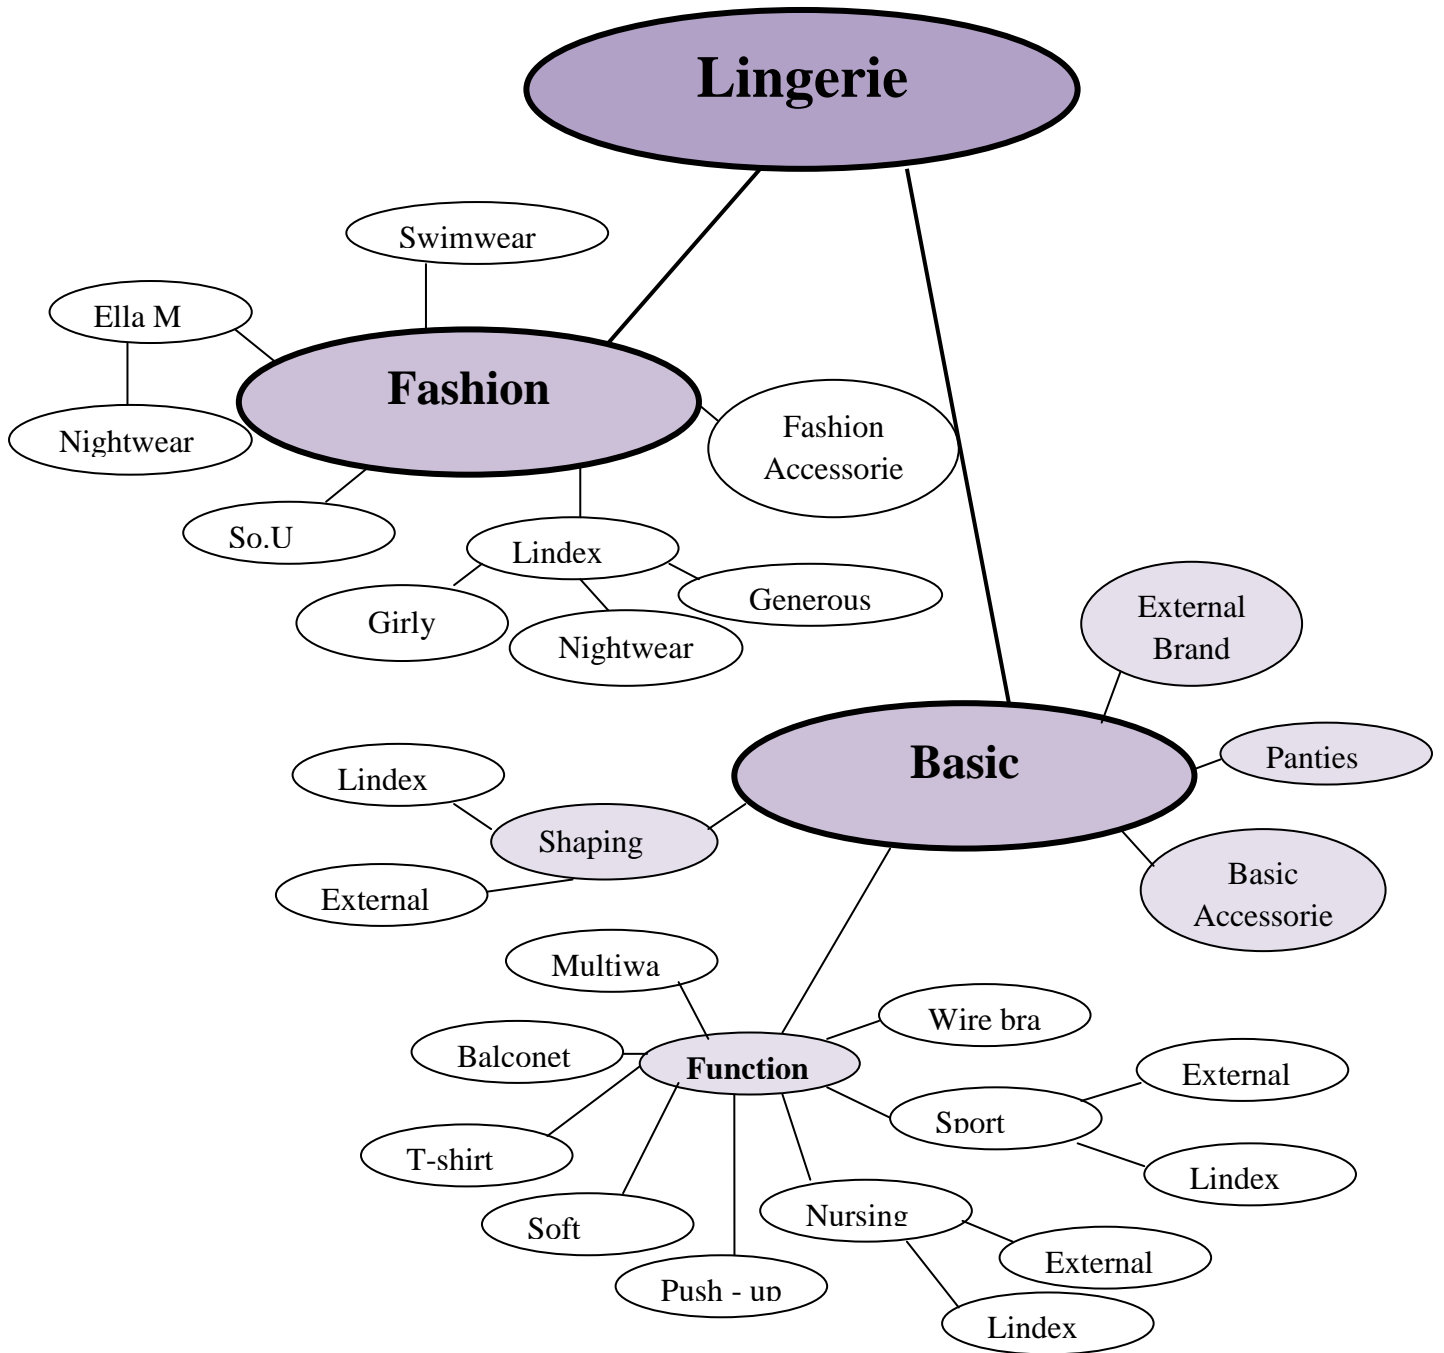 Lingerie
Swimwear
Ella M
Fashion
Nightwear
Fashion
Accessorie
So.U
Lindex
Girly
Nightwear
Generous
External
Brand
Basic
Panties
Lindex
Shaping
External
Basic
Accessorie
Multiwa
Wire bra
Balconet
Function
External
Sport
T-shirt
Lindex
Nursing
Soft
External
Push - up
Lindex